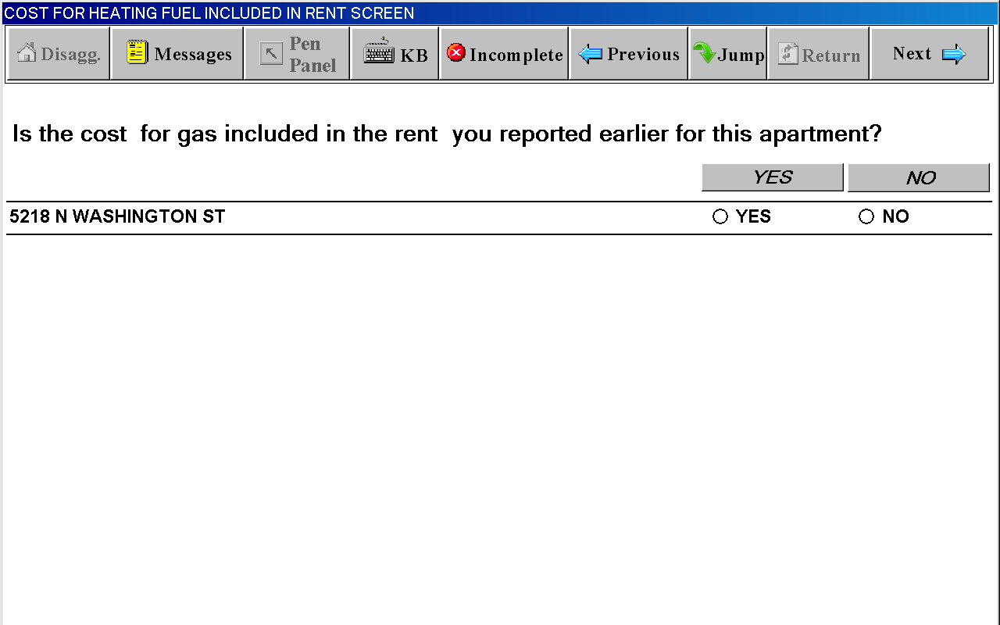 COST FOR HEATING FUEL INCLUDED IN RENT SCREEN
Disagg. Messages Pen Panel KB Incomplete Previous Jump Return Next
Is the cost  for gas included in the rent  you reported earlier for this apartment?
YES NO
5218 N WASHINGTON ST YES NO